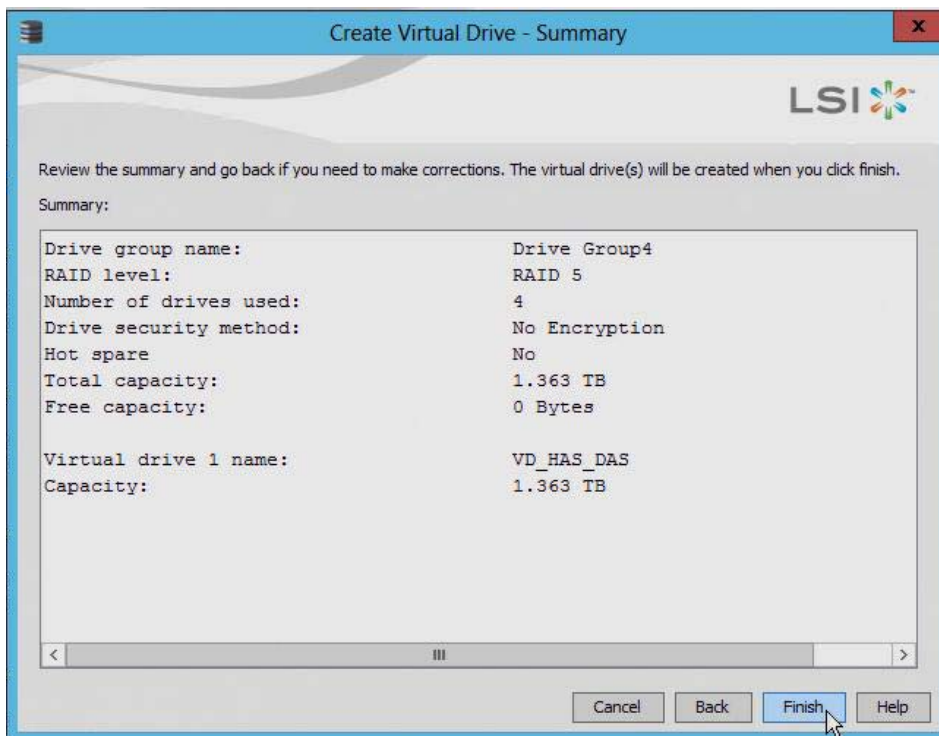 Create Virtual Drive - Summary
x
LSI
Review the summary and go back if you need to make corrections. The virtual drive(s) will be created when you click finish.
Summary:
Drive group name: Drive Group4
RAID level: RAID 5
Number of drives used: 4
Drive security method: No Encryption
Hot spare No
Total capacity: 1.363 TB
Free capacity: 0 Bytes
Virtual drive 1 name: VD_HAS_DAS
Capacity: 1.363 TB
Cancel Back Finish Help